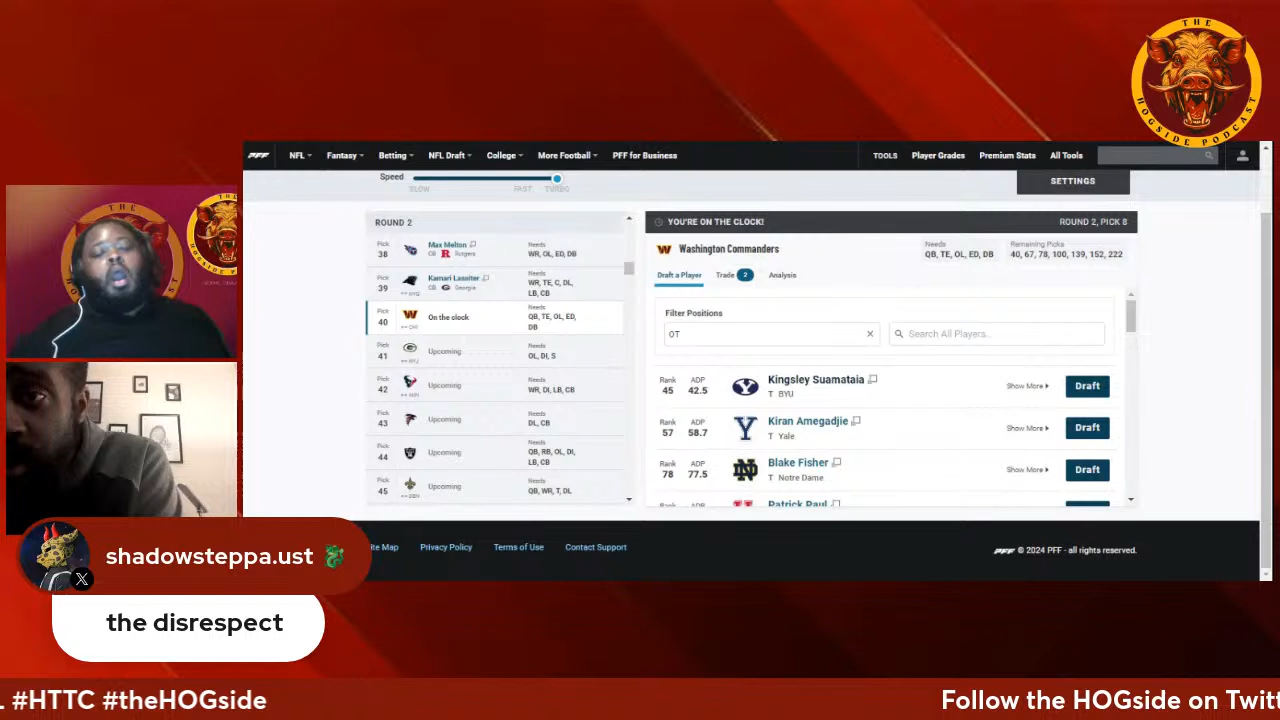 THE
HOGSIDE PODCAST
PFF
NFL
Fantasy
Betting
NFL Draft
College
More Football
PFF for Business
TOOLS
Player Grades
Premium Stats
All Tools
Speed
SLOW
FAST
TURBO
SETTINGS
ROUND 2
Pick
38
Max Melton
CB
Rutgers
Needs
WR, OL, ED, DB
Pick
39
Kamari Lassiter
CB
Georgia
Needs
WR, TE, C, DL,
LB, CB
Pick
40
On the clock
Needs
QB, TE, OL, ED,
DB
Pick
41
Upcoming
Needs
OL, DI, S
Pick
42
Upcoming
Needs
WR, DI, LB, CB
Pick
43
Upcoming
Needs
DL, CB
Pick
44
Upcoming
Needs
QB, RB, OL, DI,
LB, CB
Pick
45
Upcoming
Needs
QB, WR, T, DL
YOU'RE ON THE CLOCK!
ROUND 2, PICK 8
Washington Commanders
Needs
QB, TE, OL, ED, DB
Remaining Picks
40, 67, 78, 100, 139, 152, 222
Draft a Player
Trade 2
Analysis
Filter Positions
OT
Search All Players...
Rank
45
ADP
42.5
Kingsley Suamataia
T BYU
Show More
Draft
Rank
57
ADP
58.7
Kiran Amegadjie
T Yale
Show More
Draft
Rank
78
ADP
77.5
Blake Fisher
T Notre Dame
Show More
Draft
Rank
ADP
Patrick Paul
Site Map
Privacy Policy
Terms of Use
Contact Support
PFF © 2024 PFF - all rights reserved.
shadowsteppa.ust 🐉
the disrespect
#HTTC #theHOGside
Follow the HOGside on Twitt